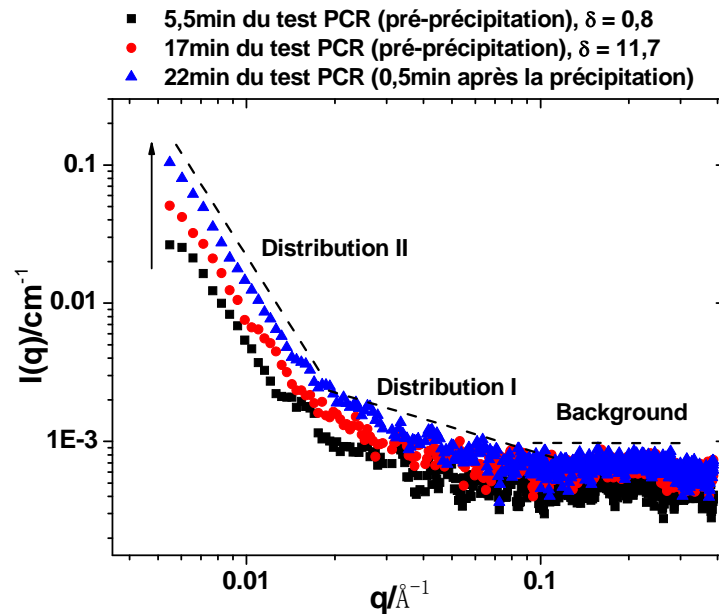 5,5min du test PCR (pré-précipitation), δ = 0,8
17min du test PCR (pré-précipitation), δ = 11,7
22min du test PCR (0,5min après la précipitation)
0.1
0.01
1E-3
I(q)/cm⁻¹
Distribution II
Distribution I
Background
0.01
0.1
q/Å⁻¹